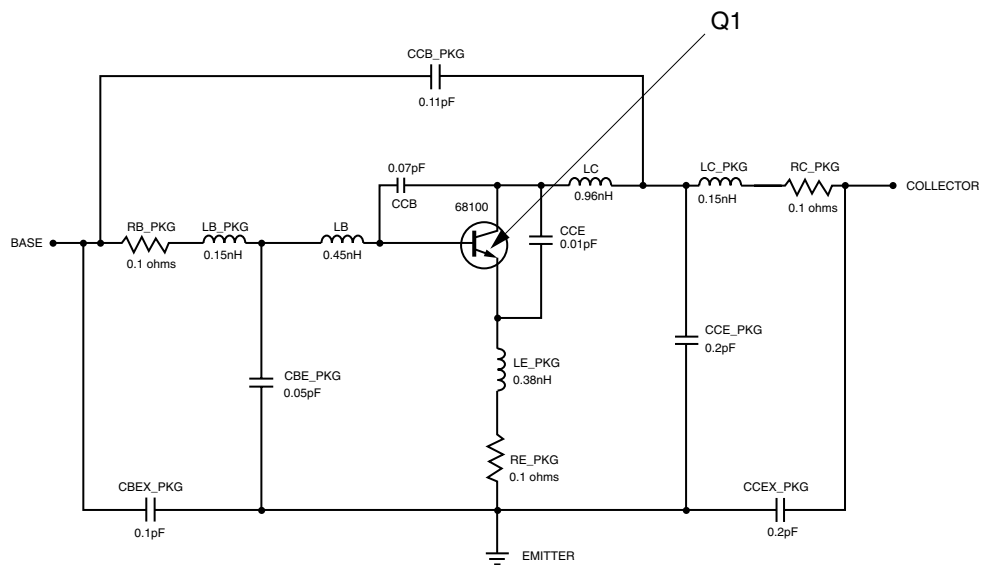 Q1
CCB_PKG
0.11pF
0.07pF
CCB
LC
0.96nH
LC_PKG
0.15nH
RC_PKG
0.1 ohms
COLLECTOR
68100
CCE
0.01pF
BASE
RB_PKG
0.1 ohms
LB_PKG
0.15nH
LB
0.45nH
CCE_PKG
0.2pF
LE_PKG
0.38nH
CBE_PKG
0.05pF
RE_PKG
0.1 ohms
CBEX_PKG
0.1pF
CCEX_PKG
0.2pF
EMITTER